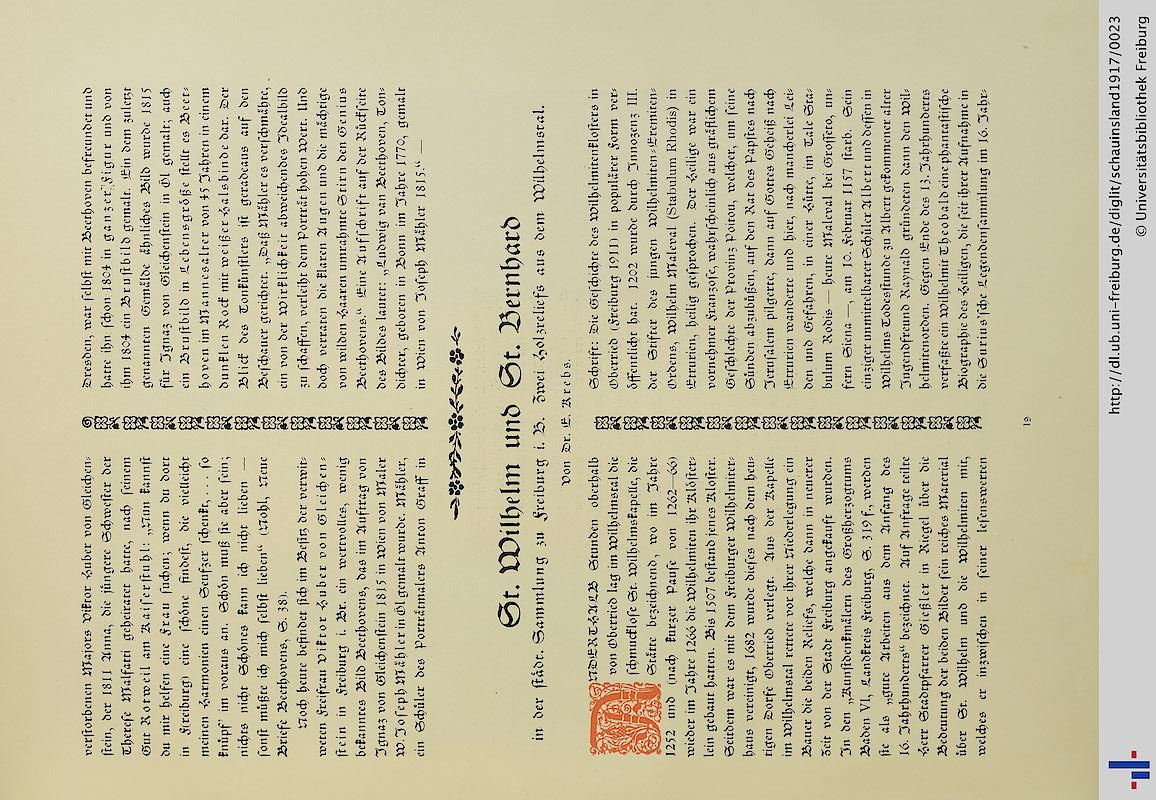 verstorbenen Majors Viktor Huber von Gleichen-
stein, der 1811 Anna, die jüngere Schwester der
Therese Malfatti geheiratet hatte, nach seinem
Gut Rotweil am Kaiserstuhl: „Nun kannst
du mir helfen eine Frau suchen; wenn du dort
in F(reiburg) eine schöne findest, die vielleicht
meinen Harmonien einen Seufzer schenkt, . . . so
knüpf' im voraus an. Schön muß sie aber sein;
nichts nicht Schönes kann ich nicht lieben —
sonst müßte ich mich selbst lieben“ (Nohl, Neue
Briefe Beethovens, S. 38).
Noch heute befindet sich im Besitz der verwit-
weten Freifrau Viktor Huber von Gleichen-
stein in Freiburg i. Br. ein wertvolles, wenig
bekanntes Bild Beethovens, das im Auftrag von
Ignaz von Gleichenstein 1815 in Wien von Maler
W. Joseph Mähler in Öl gemalt wurde. Mähler,
ein Schüler des Porträtmalers Anton Graff in
Dresden, war selbst mit Beethoven befreundet und
hatte ihn schon 1804 in ganzer Figur und von
ihm 1804 ein Brustbild gemalt. Ein dem zuletzt
genannten Gemälde ähnliches Bild wurde 1815
für Ignaz von Gleichenstein in Öl gemalt; auch
ein Brustbild in Lebensgröße stellt es Beet-
hoven im Mannesalter von 45 Jahren in einem
dunklen Rock mit weißer Halsbinde dar. Der
Blick des Tonkünstlers ist geradeaus auf den
Beschauer gerichtet. „Daß Mähler es verschmähte,
ein von der Wirklichkeit abweichendes Idealbild
zu schaffen, verleiht dem Porträt hohen Wert. Und
doch verraten die klaren Augen und die mächtige
von wilden Haaren umrahmte Stirn den Genius
Beethovens.“ Eine Aufschrift auf der Rückseite
des Bildes lautet: „Ludwig van Beethoven, Ton-
dichter, geboren in Bonn im Jahre 1770, gemalt
in Wien von Joseph Mähler 1815.“ —
St. Wilhelm und St. Bernhard
in der städt. Sammlung zu Freiburg i. B. Zwei Holzreliefs aus dem Wilhelmstal.
Von Dr. E. Krebs.
ANDERTHALB Stunden oberhalb
von Oberried lag im Wilhelmstal die
schmucklose St. Wilhelmskapelle, die
Stätte bezeichnend, wo im Jahre
1252 und (nach kurzer Pause von 1262—66)
wieder im Jahre 1266 die Wilhelmiten ihr Klöster-
lein gebaut hatten. Bis 1507 bestand jenes Kloster.
Seitdem war es mit dem Freiburger Wilhelmiter-
haus vereinigt, 1682 wurde dieses nach dem heu-
tigen Dorfe Oberried verlegt. Aus der Kapelle
im Wilhelmstal rettete vor ihrer Niederlegung ein
Bauer die beiden Reliefs, welche dann in neuerer
Zeit von der Stadt Freiburg angekauft wurden.
In den „Kunstdenkmälern des Großherzogtums
Baden VI, Landkreis Freiburg, S. 319 f., werden
sie als „gute Arbeiten aus dem Anfang des
16. Jahrhunderts“ bezeichnet. Auf Anfrage teilte
Herr Stadtpfarrer Gießler in Riegel über die
Bedeutung der beiden Bilder sein reiches Material
über St. Wilhelm und die Wilhelmiten mit,
welches er inzwischen in seiner lesenswerten
Schrift: Die Geschichte des Wilhelmitenklosters in
Oberried (Freiburg 1911) in populärer Form ver-
öffentlicht hat. 1202 wurde durch Innozenz III.
der Stifter des jungen Wilhelmiten-Eremiten-
Ordens, Wilhelm Maleval (Stabulum Rhodis) in
Etrurien, heilig gesprochen. Der Heilige war ein
vornehmer Franzose, wahrscheinlich aus gräflichem
Geschlechte der Provinz Poitou, welcher, um seine
Sünden abzubüßen, auf den Rat des Papstes nach
Jerusalem pilgerte, dann auf Gottes Geheiß nach
Etrurien wanderte und hier, nach mancherlei Lei-
den und Gefahren, in einer Hütte, im Tale Sta-
bulum Rodis — heute Maleval bei Grosseto, un-
fern Siena —, am 10. Februar 1157 starb. Sein
einziger unmittelbarer Schüler Albert und dessen in
Wilhelms Todesstunde zu Albert gekommener alter
Jugendfreund Raynald gründeten dann den Wil-
helmitenorden. Gegen Ende des 13. Jahrhunderts
verfaßte ein Wilhelmit Theobald eine phantastische
Biographie des Heiligen, die seit ihrer Aufnahme in
die Surius'sche Legendensammlung im 16. Jahr-
19
http://dl.ub.uni-freiburg.de/diglit/schauinsland1917/0023
© Universitätsbibliothek Freiburg